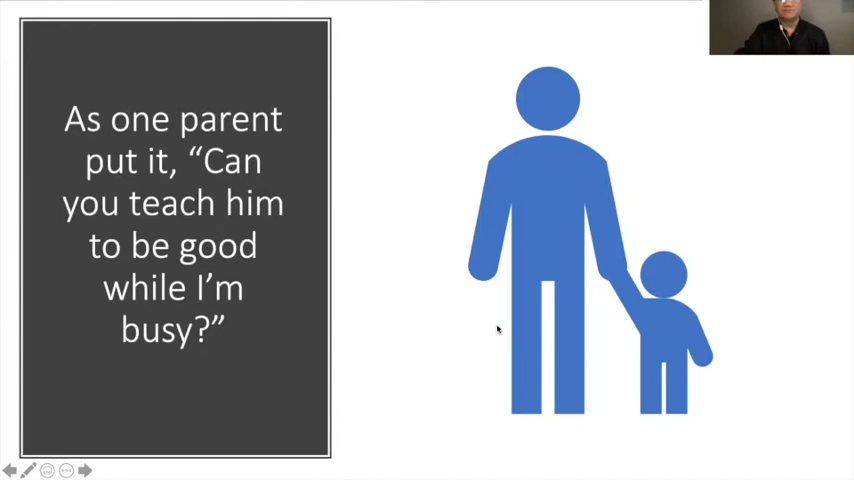 As one parent
put it, “Can
you teach him
to be good
while I’m
busy?”